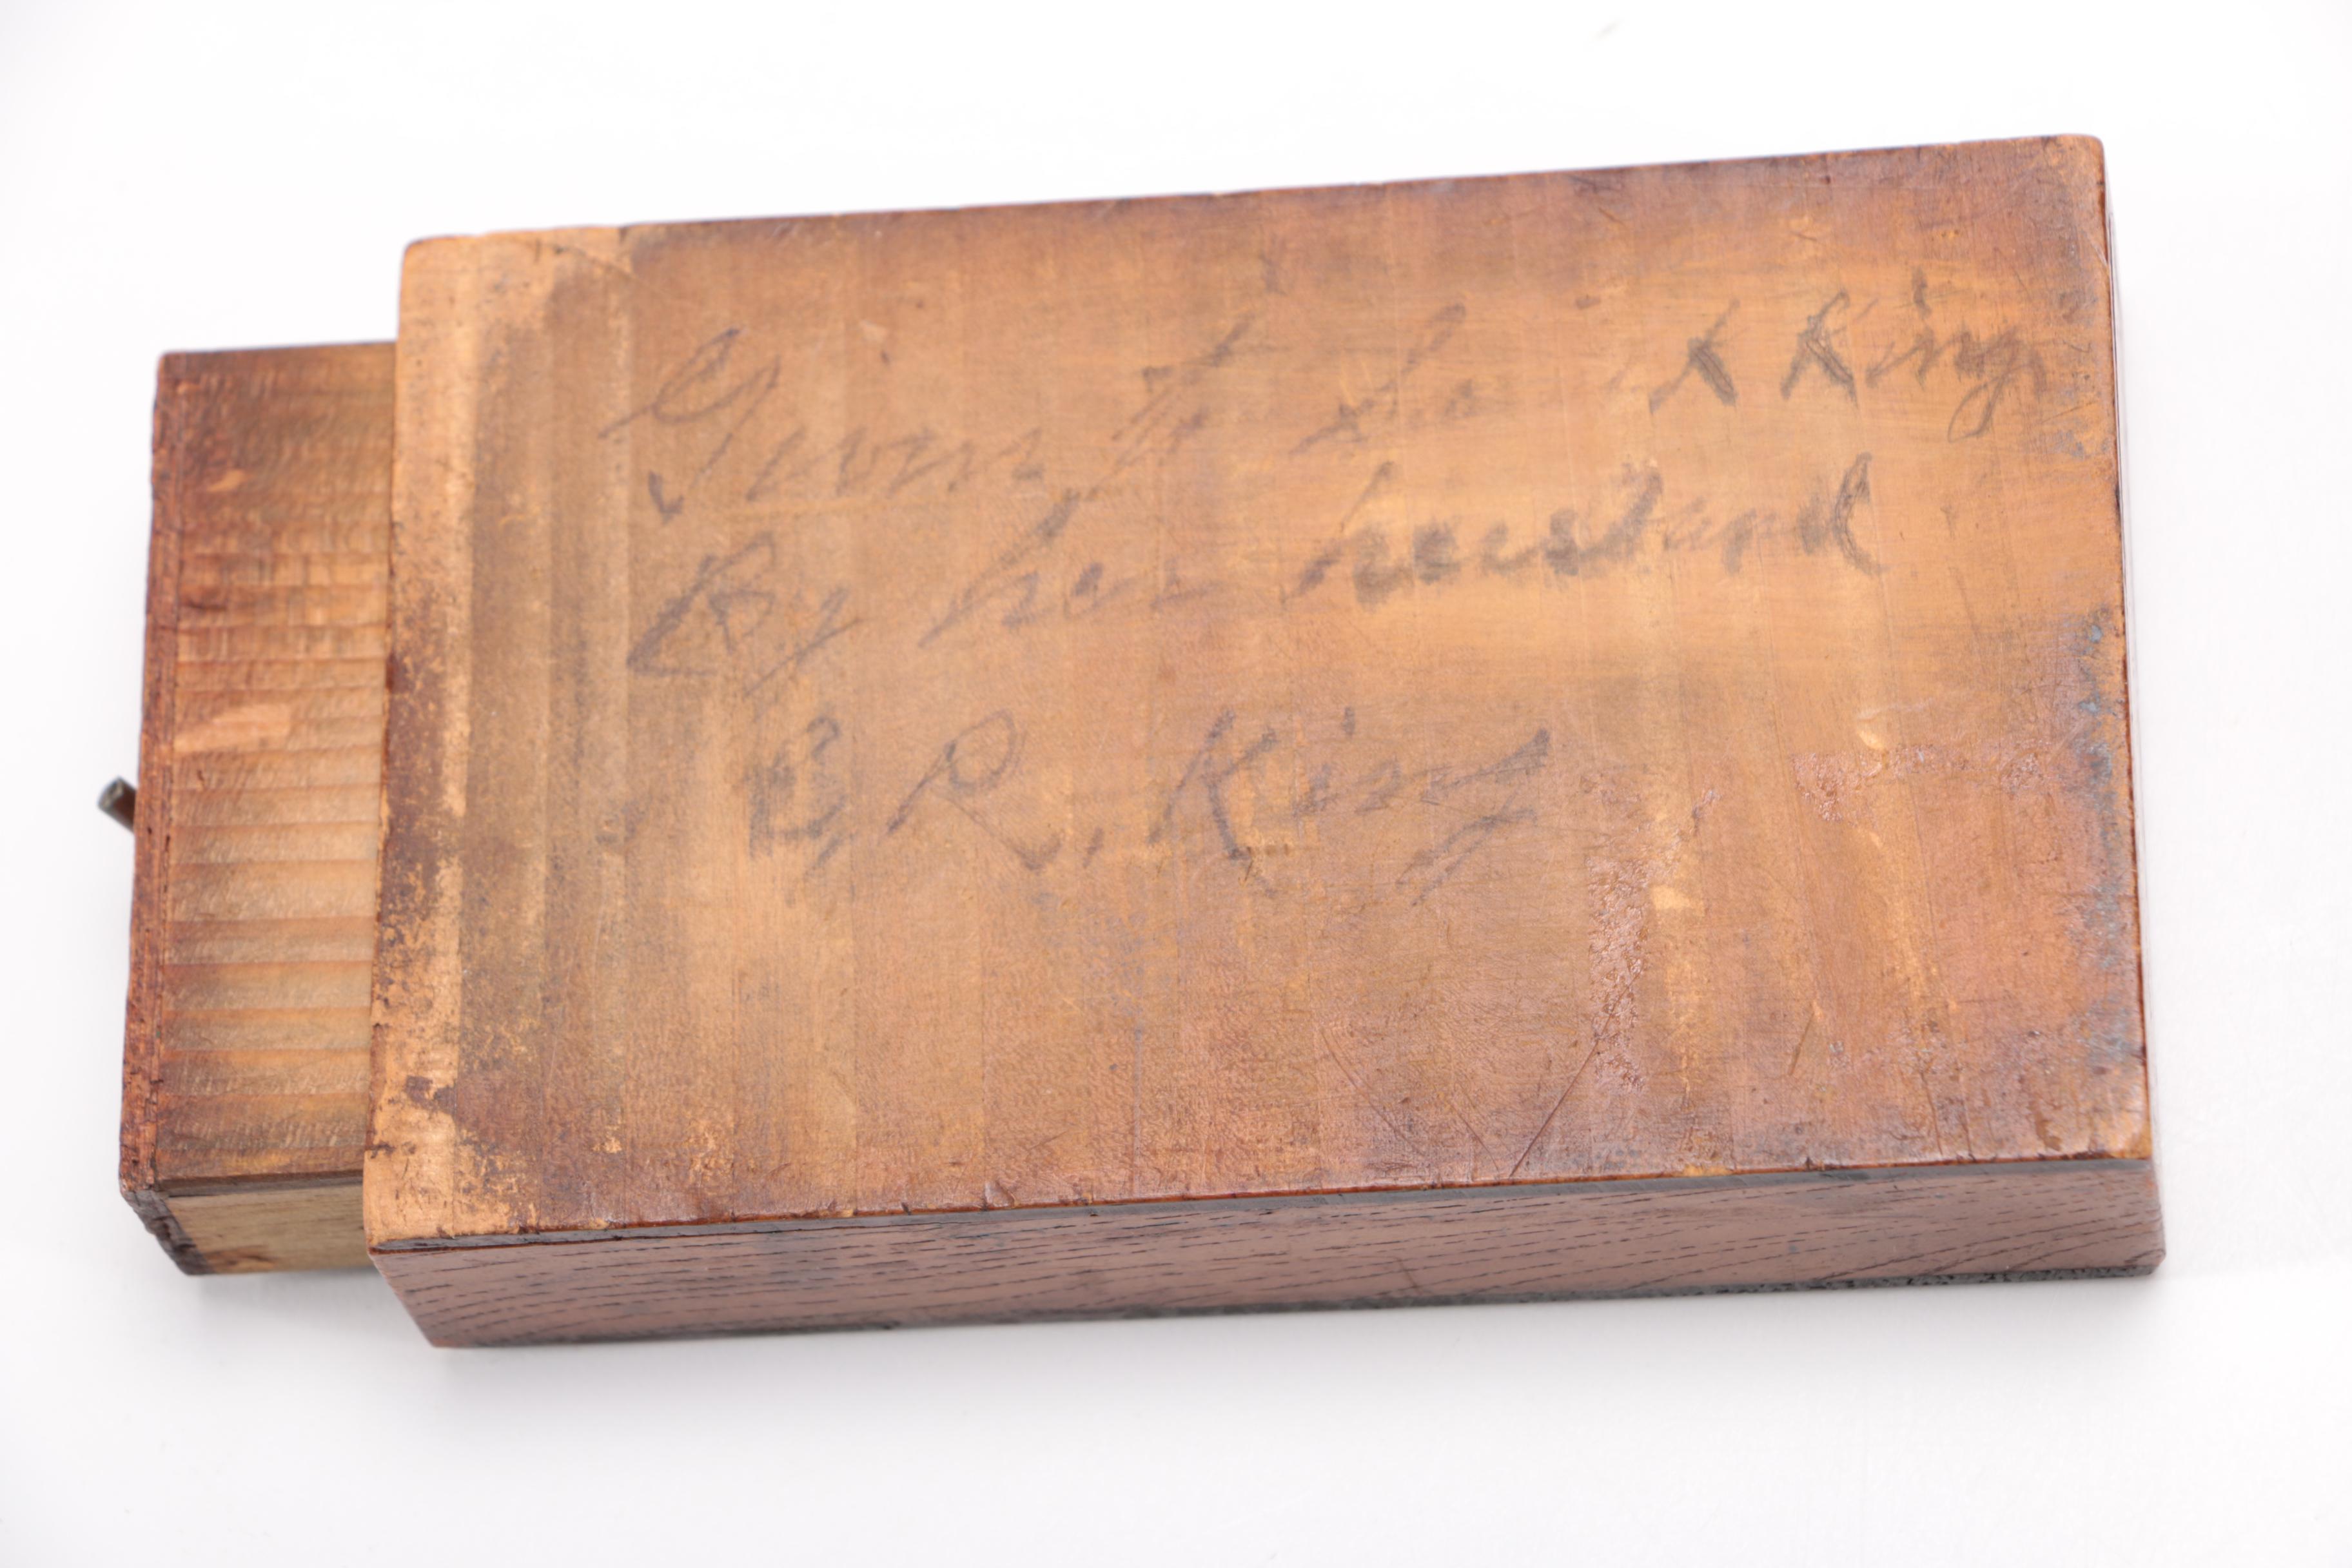 Given to King
By her husband
C, R, King